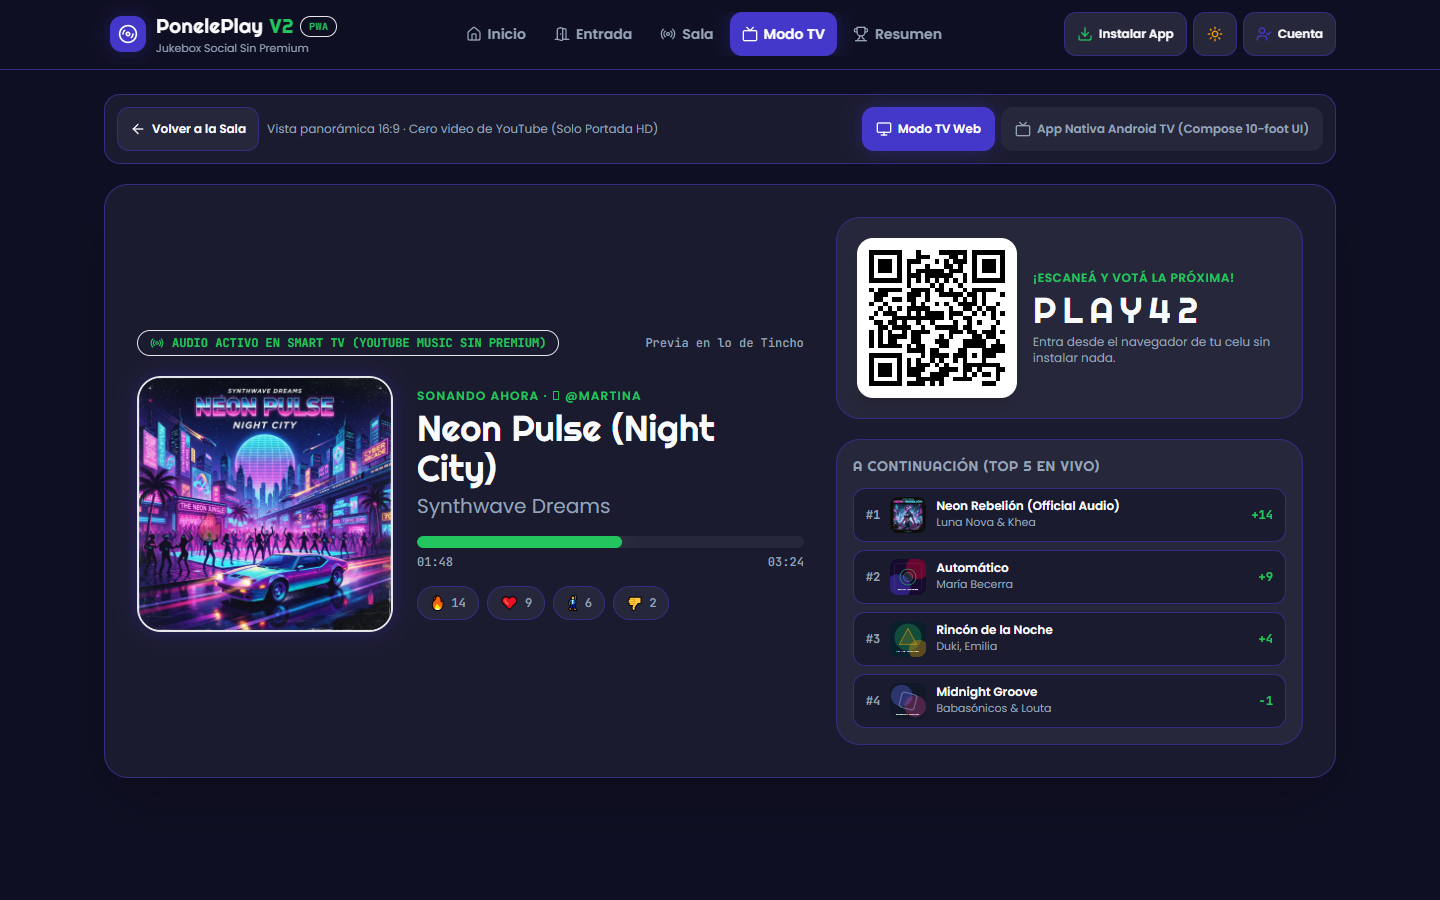 PonelePlay V2 PWA
Jukebox Social Sin Premium
Inicio
Entrada
Sala
Modo TV
Resumen
Instalar App
Cuenta
Volver a la Sala
Vista panorámica 16:9 · Cero video de YouTube (Solo Portada HD)
Modo TV Web
App Nativa Android TV (Compose 10-foot UI)
AUDIO ACTIVO EN SMART TV (YOUTUBE MUSIC SIN PREMIUM)
Previa en lo de Tincho
SYNTHWAVE DREAMS
NEON PULSE
NIGHT CITY
CYBER ARCADE
THE NEON JUNGLE
SONANDO AHORA · @MARTINA
Neon Pulse (Night
City)
Synthwave Dreams
01:48
03:24
14
9
6
2
¡ESCANEÁ Y VOTÁ LA PRÓXIMA!
PLAY42
Entra desde el navegador de tu celu sin
instalar nada.
A CONTINUACIÓN (TOP 5 EN VIVO)
#1
Neon Rebelión (Official Audio)
Luna Nova & Khea
+14
#2
Automático
María Becerra
+9
#3
Rincón de la Noche
Duki, Emilia
+4
#4
Midnight Groove
Babasónicos & Louta
-1